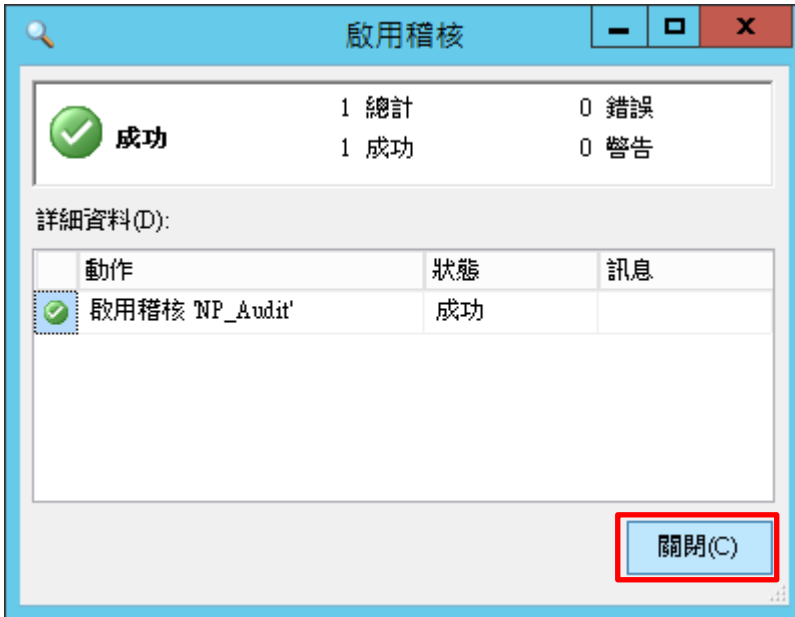 啟用稽核
成功
1 總計
0 錯誤
1 成功
0 警告
詳細資料(D):
動作 狀態 訊息
啟用稽核 'NP_Audit' 成功
關閉(C)